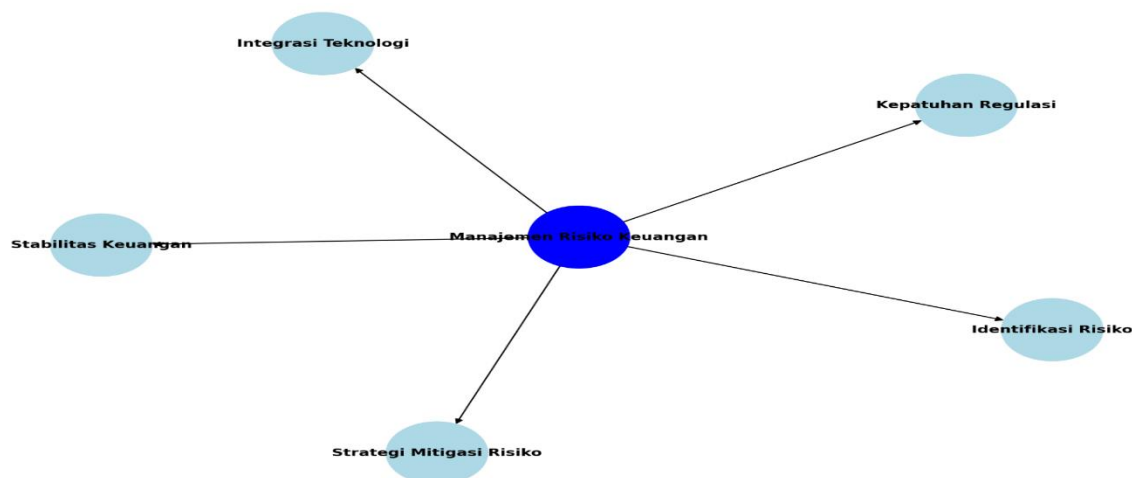 Integrasi Teknologi
Kepatuhan Regulasi
Manajemen Risiko Keuangan
Stabilitas Keuangan
Identifikasi Risiko
Strategi Mitigasi Risiko